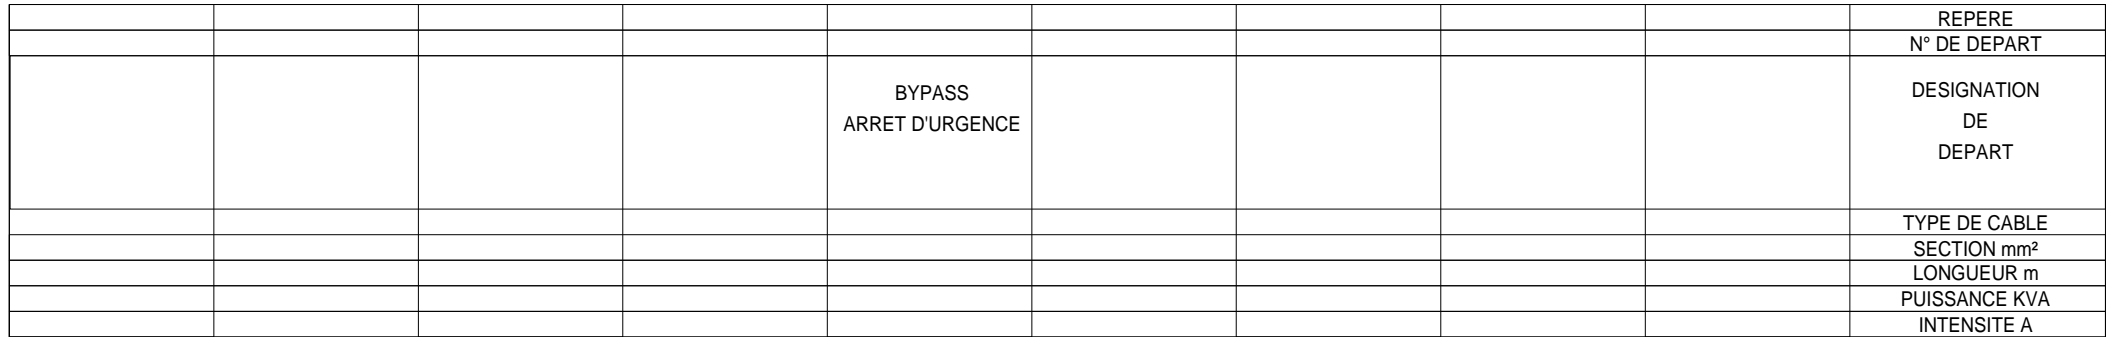 REPERE
N° DE DEPART
BYPASS
ARRET D'URGENCE
DESIGNATION
DE
DEPART
TYPE DE CABLE
SECTION mm²
LONGUEUR m
PUISSANCE KVA
INTENSITE A